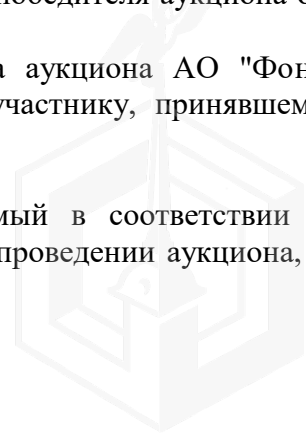 победителя аукциона о
а аукциона АО "Фон
участнику, принявшем
мый в соответствии
проведении аукциона,